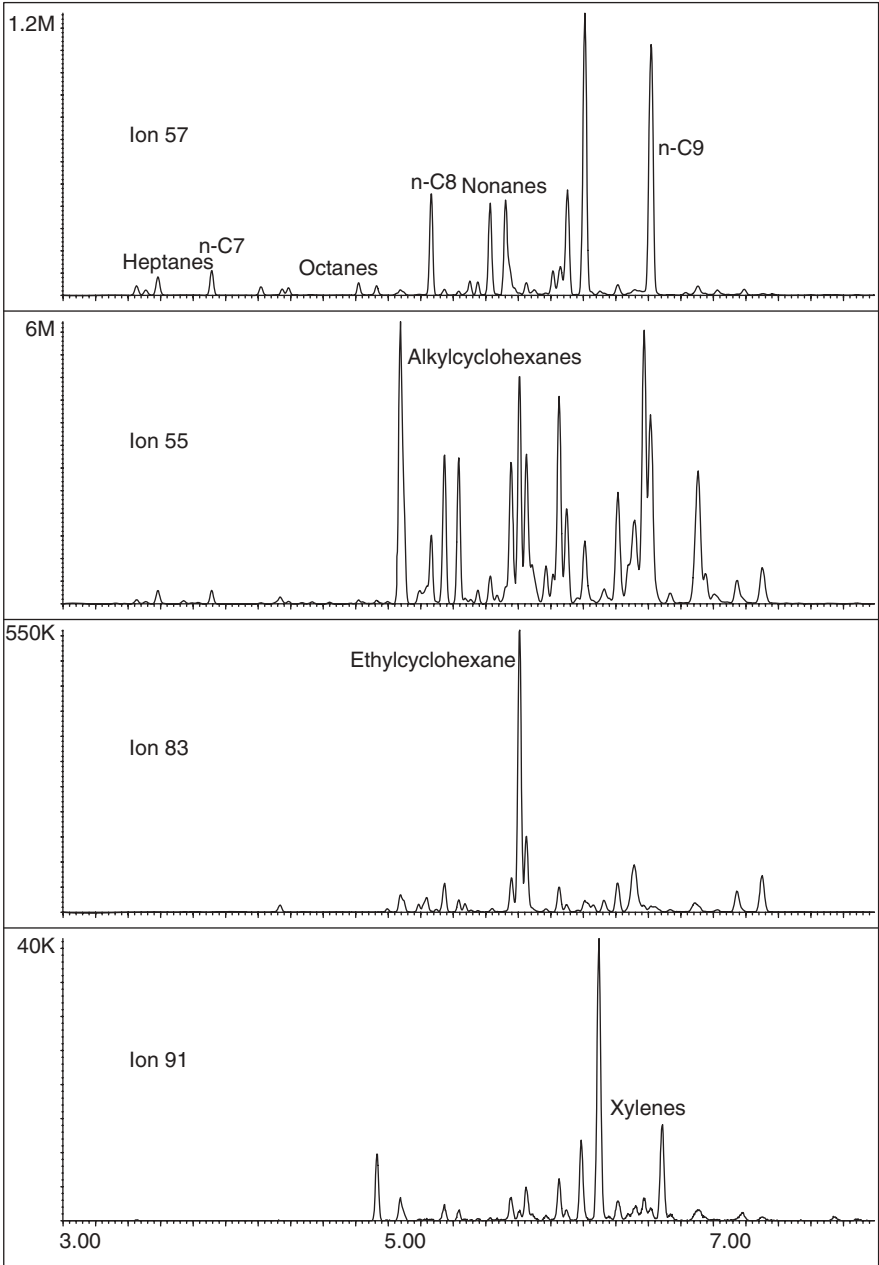 1.2M
Ion 57
n-C9
n-C8 Nonanes
n-C7
Heptanes
Octanes
6M
Alkylcyclohexanes
Ion 55
550K
Ethylcyclohexane
Ion 83
40K
Ion 91
Xylenes
3.00 5.00 7.00